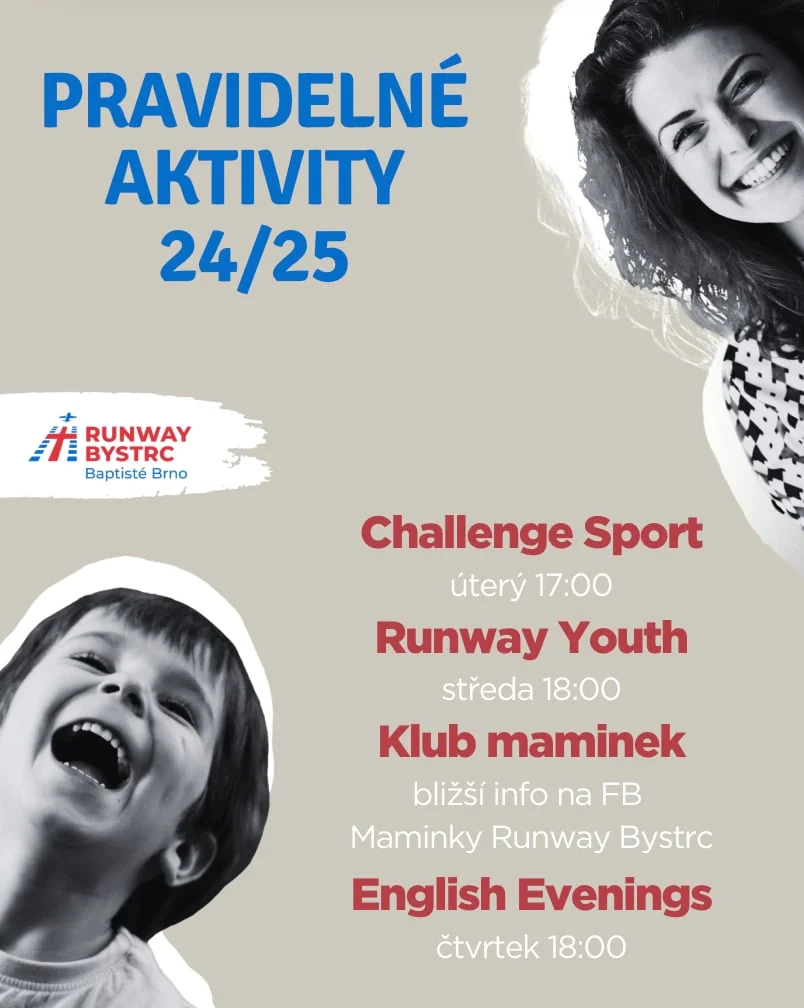 PRAVIDELNÉ
AKTIVITY
24/25
RUNWAY
BYSTRC
Baptisté Brno
Challenge Sport
úterý 17:00
Runway Youth
středa 18:00
Klub maminek
bližší info na FB
Maminky Runway Bystrc
English Evenings
čtvrtek 18:00